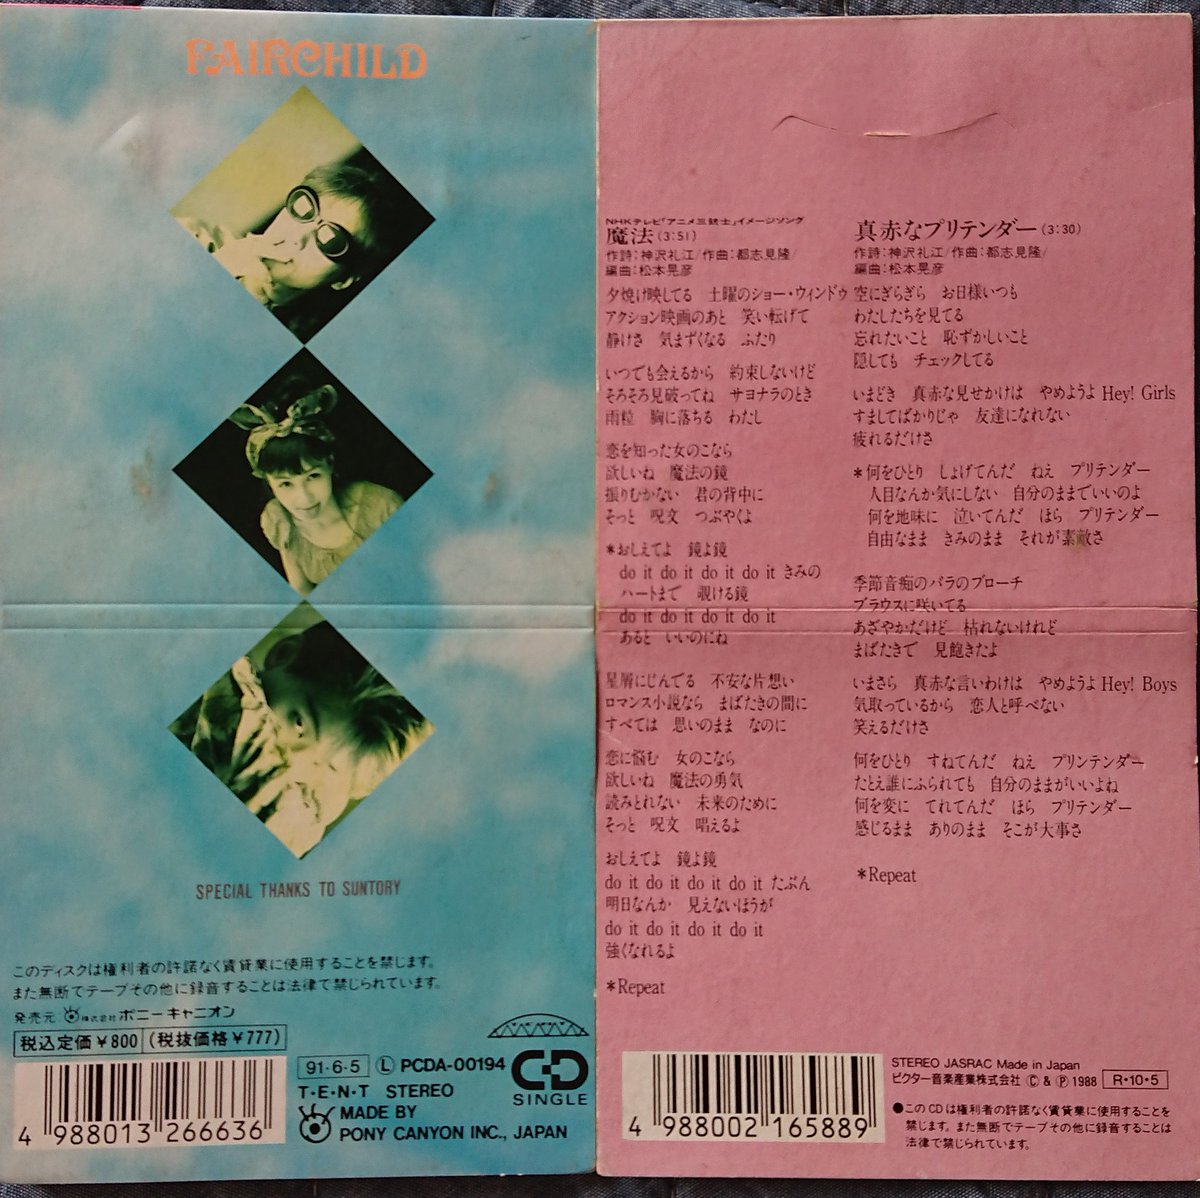 FAIRCHILD
SPECIAL THANKS TO SUNTORY
このディスクは権利者の許諾なく賃貸業に使用することを禁じます。
また無断でテープその他に録音することは法律で禁じられています。
発売元 株式会社ポニーキャニオン
税込定価¥800 (税抜価格¥777)
4 988013 266636
91·6·5 Ⓛ PCDA-00194
T·E·N·T STEREO
MADE BY
PONY CANYON INC., JAPAN
CD
SINGLE
NHKテレビ「アニメ三銃士」イメージソング
魔法(3:51)
作詩:神沢礼江/作曲:都志見隆/
編曲:松本晃彦
夕焼け映してる 土曜のショー・ウィンドゥ
アクション映画のあと 笑い転げて
静けさ 気まずくなる ふたり
いつでも会えるから 約束しないけど
そろそろ見破ってね サヨナラのとき
雨粒 胸に落ちる わたし
恋を知った女のこなら
欲しいね 魔法の鏡
振りむかない 君の背中に
そっと 呪文 つぶやくよ
*おしえてよ 鏡よ鏡
do it do it do it do it きみの
ハートまで 覗ける鏡
do it do it do it do it
あると いいのにね
星屑にじんでる 不安な片想い
ロマンス小説なら まばたきの間に
すべては 思いのまま なのに
恋に悩む 女のこなら
欲しいね 魔法の勇気
読みとれない 未来のために
そっと 呪文 唱えるよ
おしえてよ 鏡よ鏡
do it do it do it do it たぶん
明日なんか 見えないほうが
do it do it do it do it
強くなれるよ
*Repeat
真赤なプリテンダー(3:30)
作詩:神沢礼江/作曲:都志見隆/
編曲:松本晃彦
空にぎらぎら お日様いつも
わたしたちを見てる
忘れたいこと 恥ずかしいこと
隠しても チェックしてる
いまどき 真赤な見せかけは やめようよ Hey! Girls
すましてばかりじゃ 友達になれない
疲れるだけさ
*何をひとり しょげてんだ ねえ プリテンダー
人目なんか気にしない 自分のままでいいのよ
何を地味に 泣いてんだ ほら プリテンダー
自由なまま きみのまま それが素敵さ
季節音痴のバラのブローチ
ブラウスに咲いてる
あざやかだけど 枯れないけれど
まばたきで 見飽きたよ
いまさら 真赤な言いわけは やめようよ Hey! Boys
気取っているから 恋人と呼べない
笑えるだけさ
何をひとり すねてんだ ねえ プリンテンダー
たとえ誰にふられても 自分のままがいいよね
何を変に てれてんだ ほら プリテンダー
感じるまま ありのまま そこが大事さ
*Repeat
4 988002 165889
STEREO JASRAC Made in Japan
ビクター音楽産業株式会社 Ⓒ & Ⓟ 1988 R·10·5
●このCDは権利者の許諾なく賃貸業に使用することを
禁じます。また無断でテープその他に録音することは
法律で禁じられています。